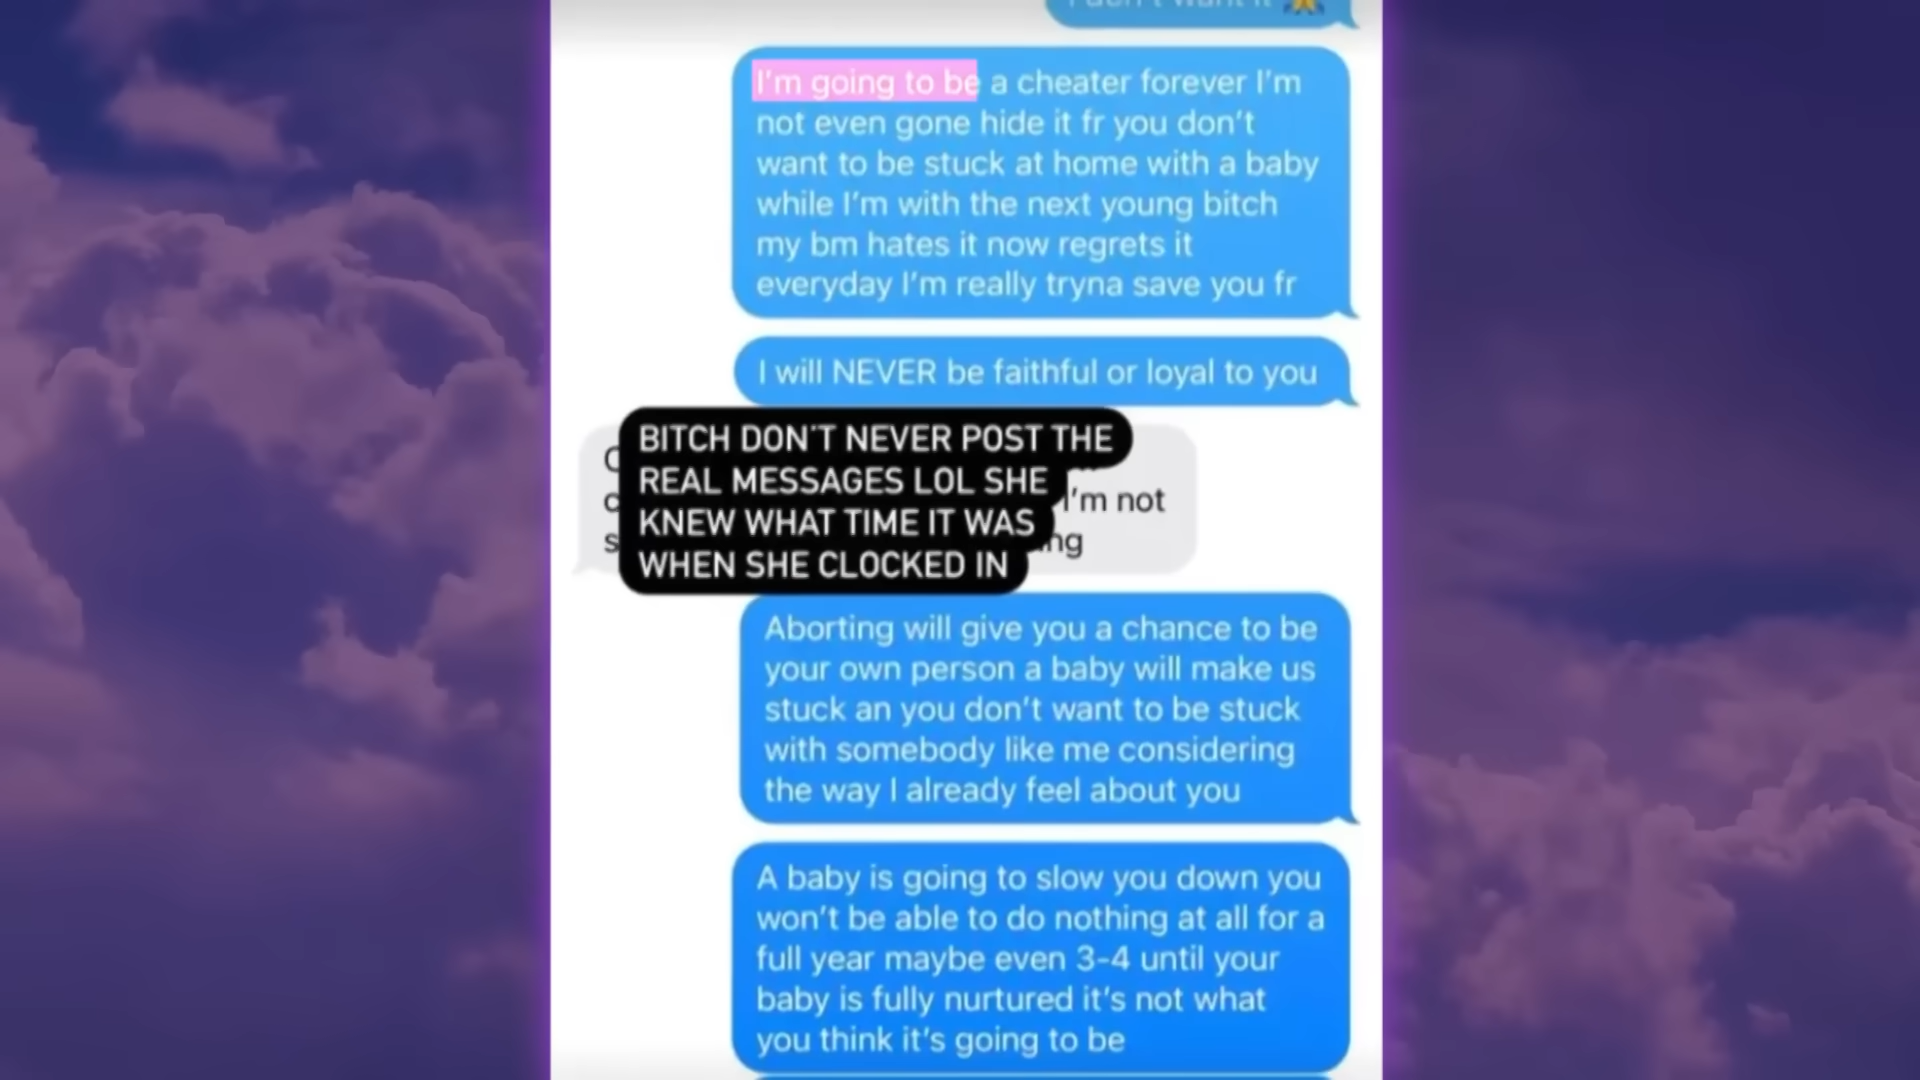 I don't want it 🙏
I'm going to be a cheater forever I'm
not even gone hide it fr you don't
want to be stuck at home with a baby
while I'm with the next young bitch
my bm hates it now regrets it
everyday I'm really tryna save you fr
I will NEVER be faithful or loyal to you
BITCH DON'T NEVER POST THE
REAL MESSAGES LOL SHE
KNEW WHAT TIME IT WAS
WHEN SHE CLOCKED IN
I'm not
Aborting will give you a chance to be
your own person a baby will make us
stuck an you don't want to be stuck
with somebody like me considering
the way I already feel about you
A baby is going to slow you down you
won't be able to do nothing at all for a
full year maybe even 3-4 until your
baby is fully nurtured it's not what
you think it's going to be